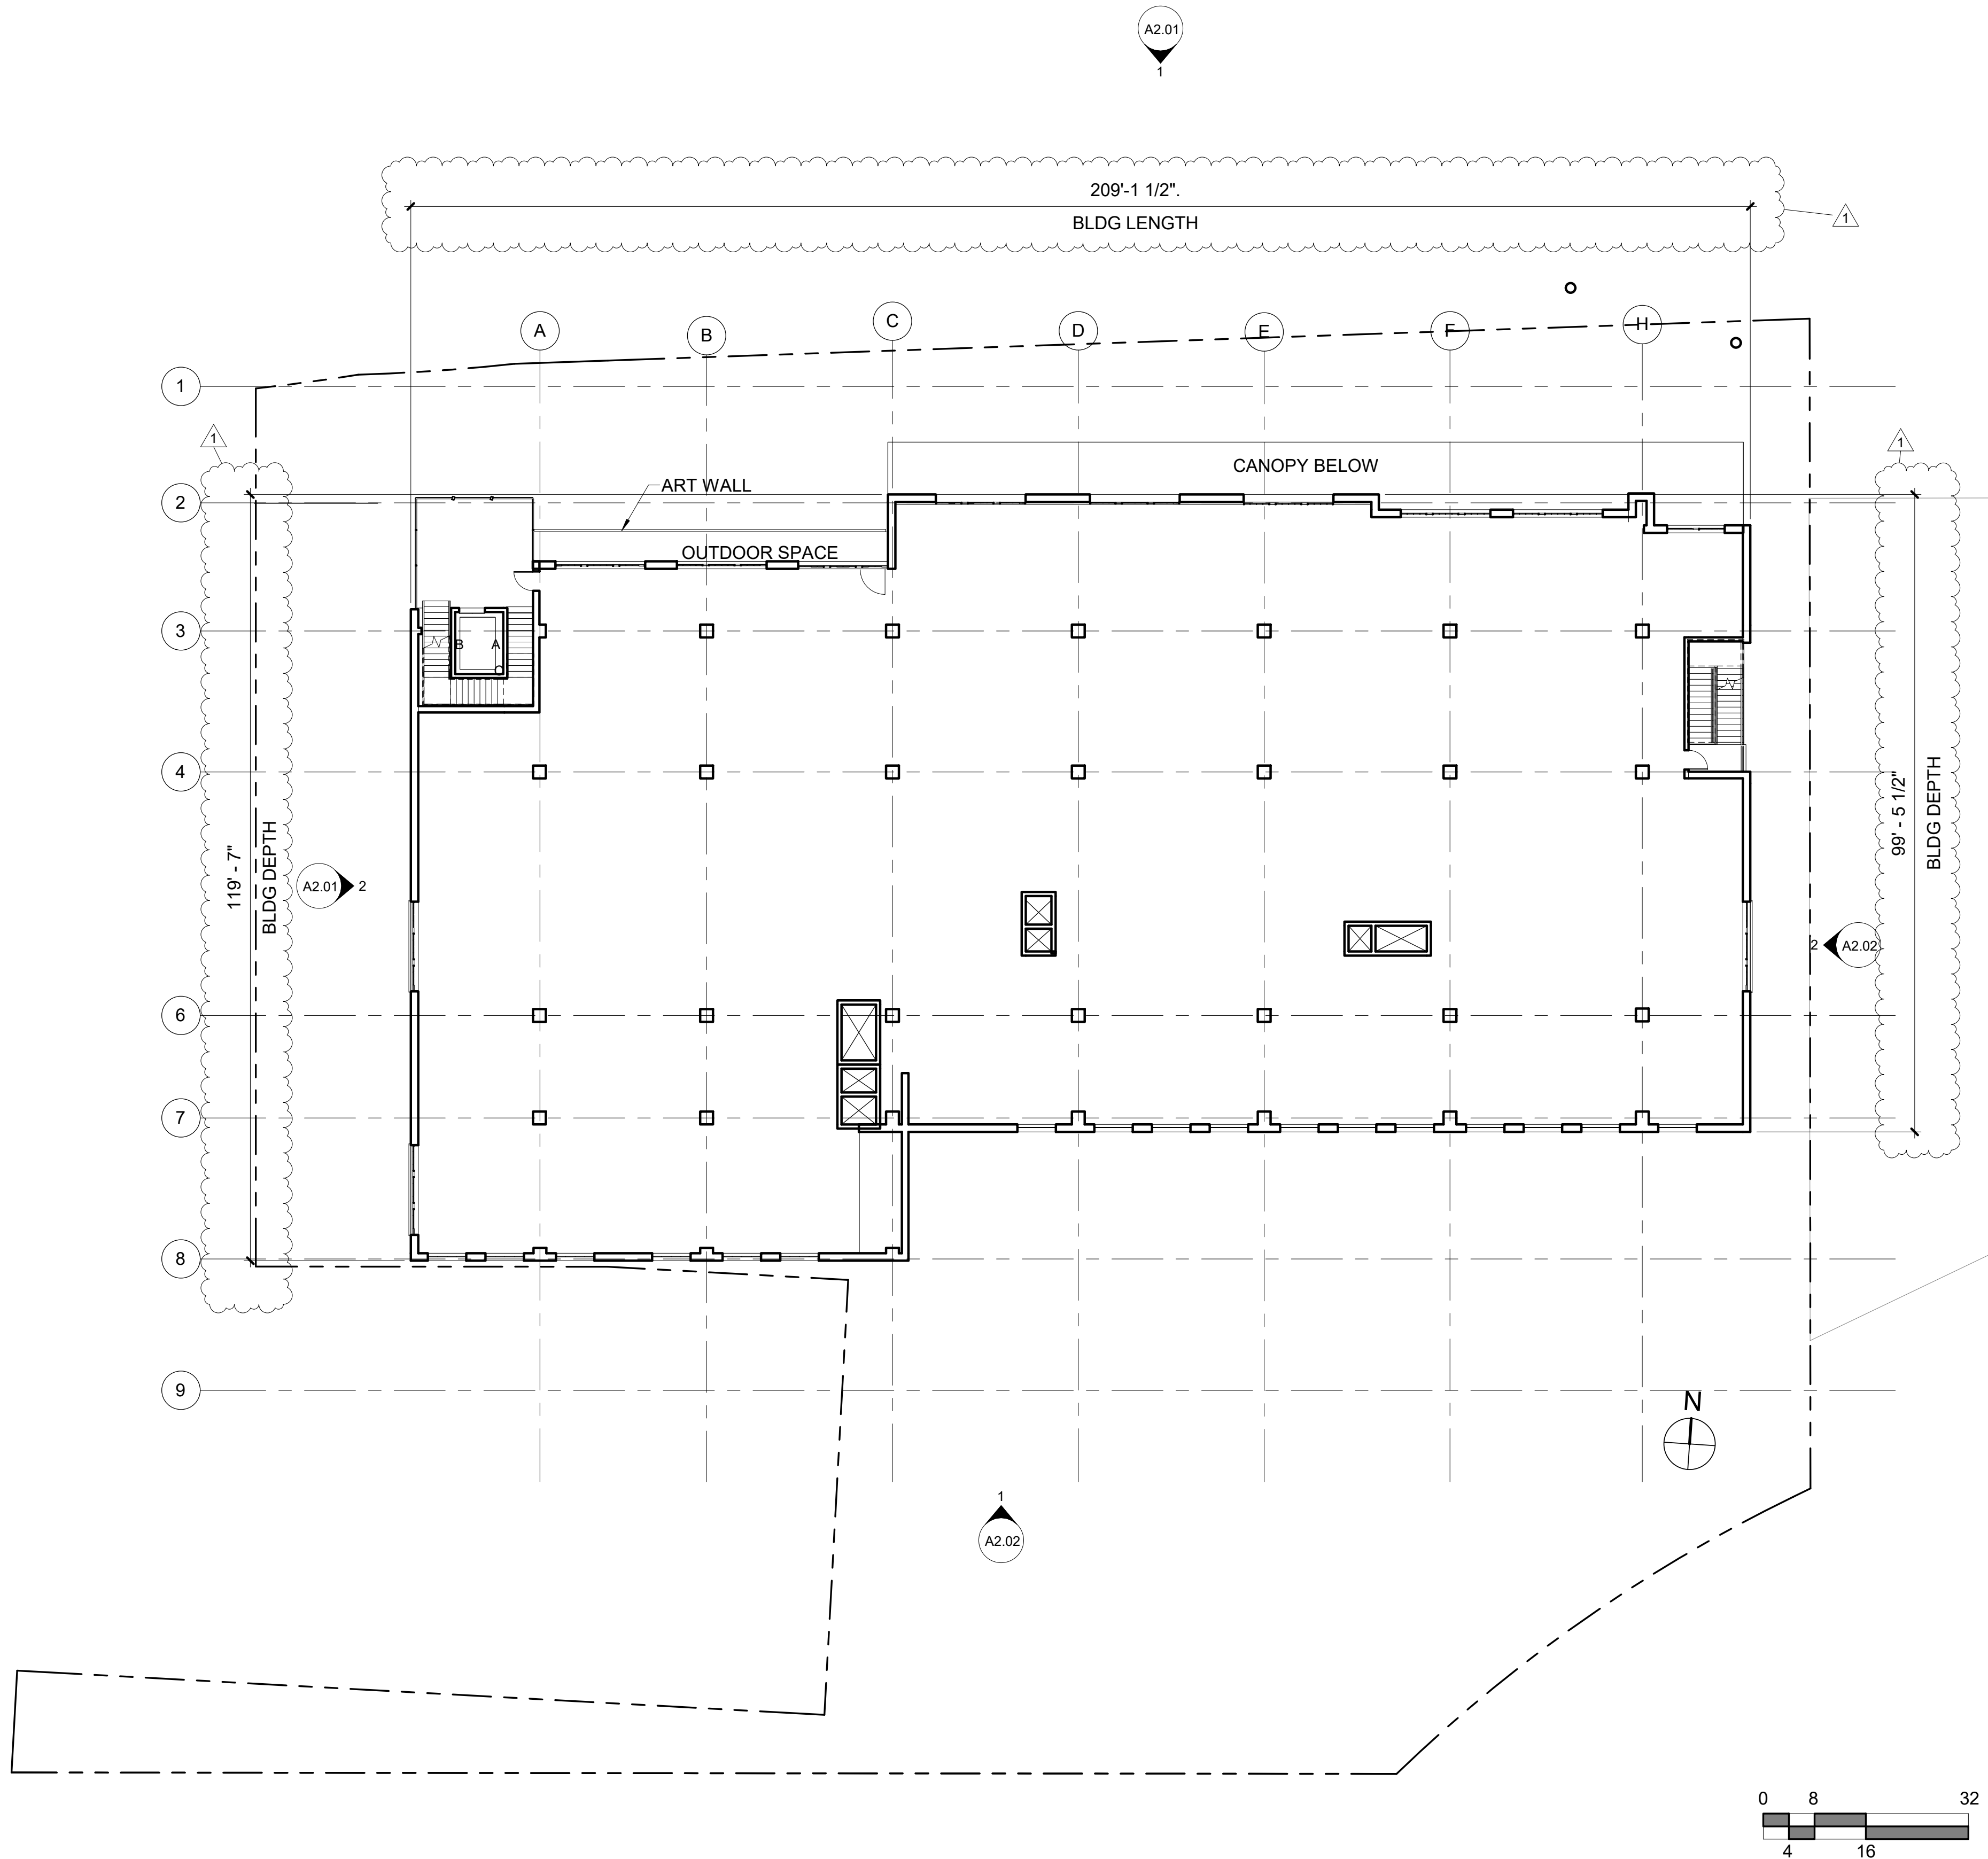 A2.01
1
209'-1 1/2".
BLDG LENGTH
1
A
B
C
D
E
F
H
1
1
1
CANOPY BELOW
ART WALL
2
OUTDOOR SPACE
3
B
A
4
99' - 5 1/2"
BLDG DEPTH
119' - 7"
BLDG DEPTH
A2.01
2
2
A2.02
6
7
8
9
N
1
A2.02
0
8
32
4
16